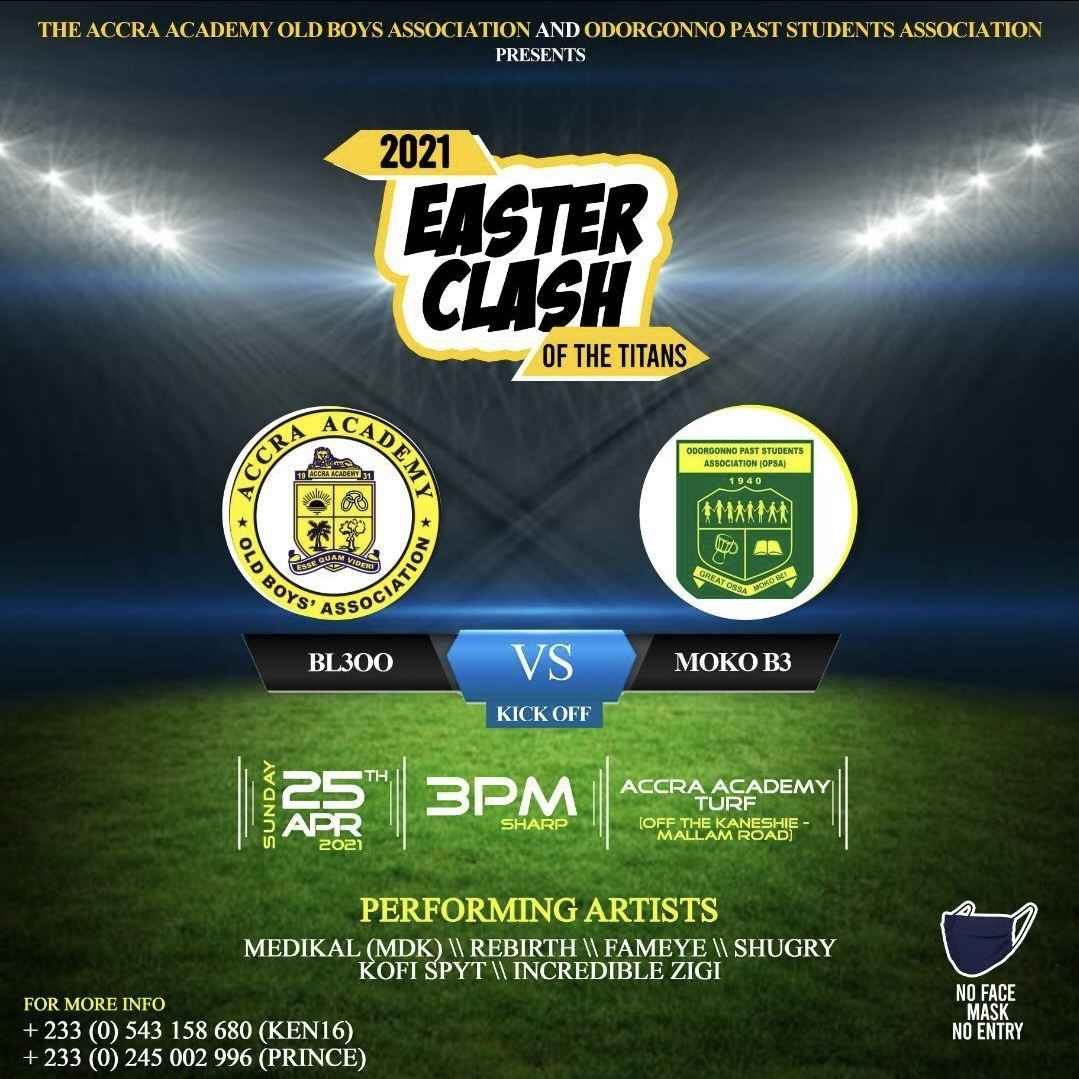 THE ACCRA ACADEMY OLD BOYS ASSOCIATION AND ODORGONNO PAST STUDENTS ASSOCIATION
PRESENTS
2021
EASTER
CLASH
OF THE TITANS
ACCRA ACADEMY
19 ACCRA ACADEMY 31
ESSE QUAM VIDERI
★ OLD BOYS' ASSOCIATION ★
ODORGONNO PAST STUDENTS
ASSOCIATION (OPSA)
1940
GREAT OSSA MOKO BE!
BL3OO
VS
MOKO B3
KICK OFF
SUNDAY
25TH
APR
2021
3PM
SHARP
ACCRA ACADEMY
TURF
[OFF THE KANESHIE -
MALLAM ROAD]
PERFORMING ARTISTS
MEDIKAL (MDK) \\ REBIRTH \\ FAMEYE \\ SHUGRY
KOFI SPYT \\ INCREDIBLE ZIGI
NO FACE
MASK
NO ENTRY
FOR MORE INFO
+ 233 (0) 543 158 680 (KEN16)
+ 233 (0) 245 002 996 (PRINCE)